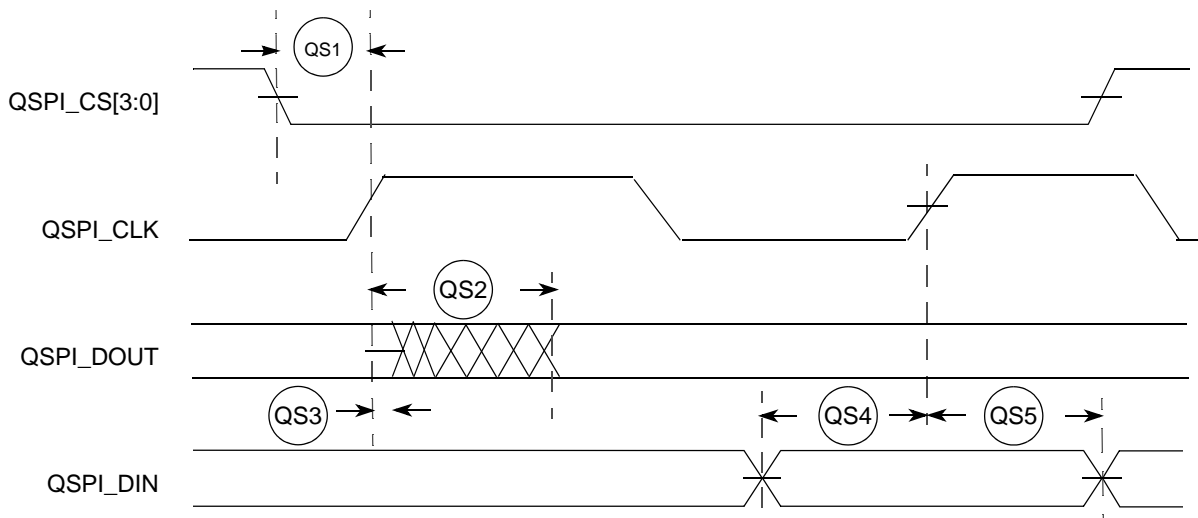 QS1
QSPI_CS[3:0]
QSPI_CLK
QS2
QSPI_DOUT
QS3
QS4
QS5
QSPI_DIN